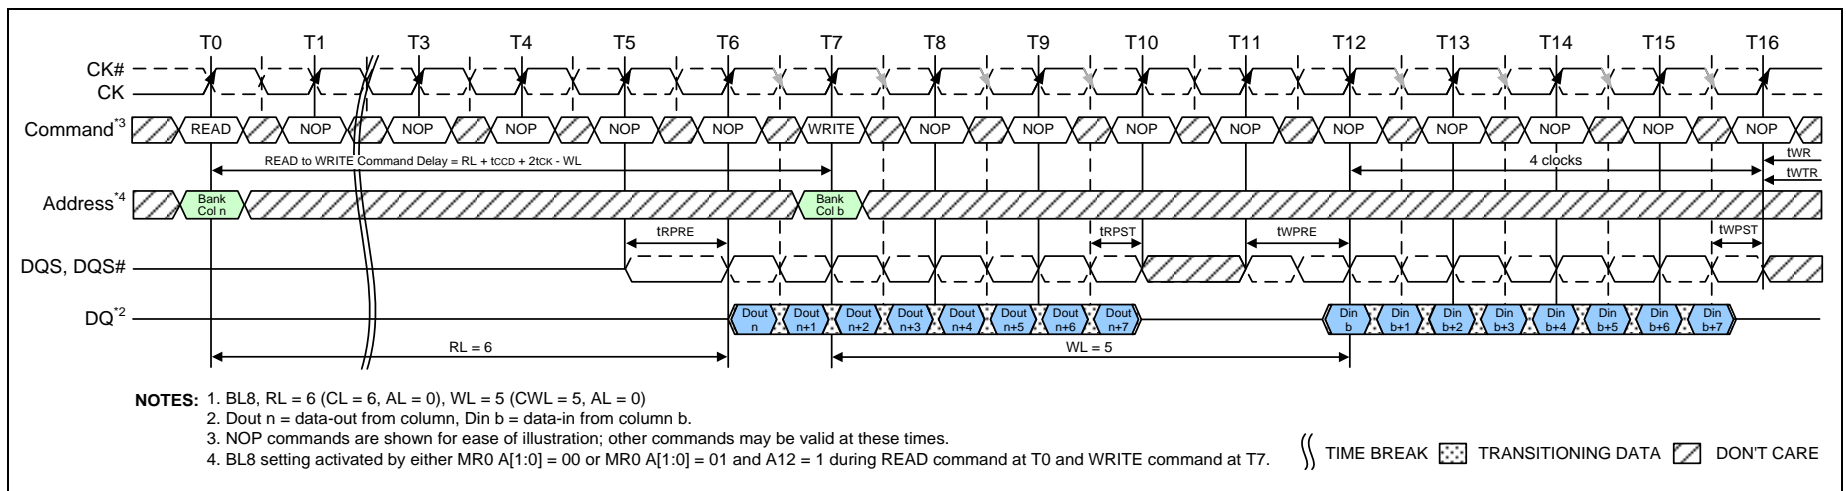 T0 T1 T3 T4 T5 T6 T7 T8 T9 T10 T11 T12 T13 T14 T15 T16
CK#
CK
Command*3 READ NOP NOP NOP NOP NOP WRITE NOP NOP NOP NOP NOP NOP NOP NOP NOP
READ to WRITE Command Delay = RL + tCCD + 2tCK - WL
4 clocks
tWR
tWTR
Address*4
Bank Col n
Bank Col b
tRPRE tRPST tWPRE tWPST
DQS, DQS#
DQ*2
Dout Dout Dout Dout Dout Dout Dout Dout Din Din Din Din Din Din Din Din
n n+1 n+2 n+3 n+4 n+5 n+6 n+7 b b+1 b+2 b+3 b+4 b+5 b+6 b+7
RL = 6 WL = 5
NOTES: 1. BL8, RL = 6 (CL = 6, AL = 0), WL = 5 (CWL = 5, AL = 0)
2. Dout n = data-out from column, Din b = data-in from column b.
3. NOP commands are shown for ease of illustration; other commands may be valid at these times.
4. BL8 setting activated by either MR0 A[1:0] = 00 or MR0 A[1:0] = 01 and A12 = 1 during READ command at T0 and WRITE command at T7.
TIME BREAK TRANSITIONING DATA DON'T CARE